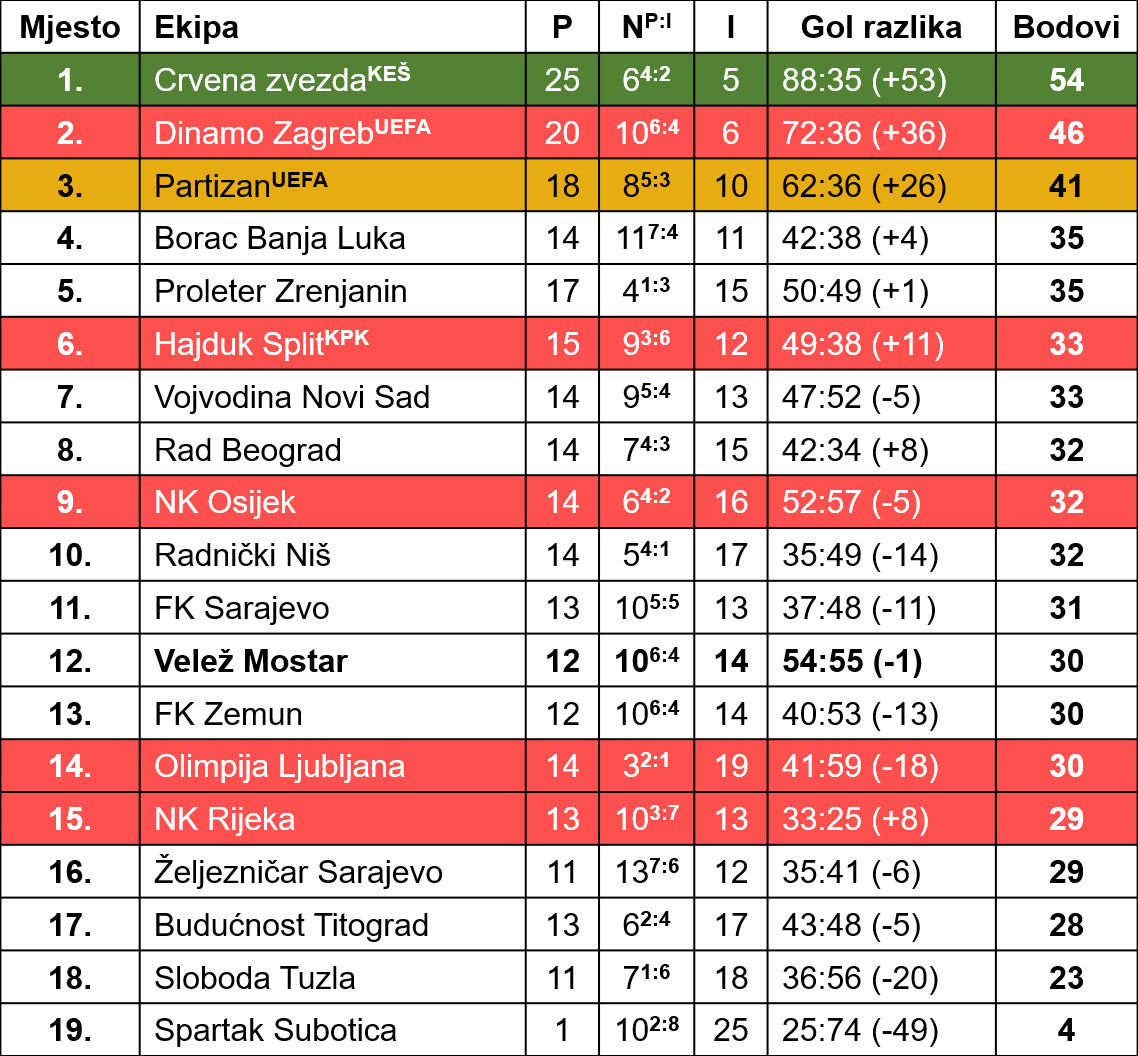 Mjesto Ekipa P N^P:I I Gol razlika Bodovi
1. Crvena zvezda^KEŠ 25 6^4:2 5 88:35 (+53) 54
2. Dinamo Zagreb^UEFA 20 10^6:4 6 72:36 (+36) 46
3. Partizan^UEFA 18 8^5:3 10 62:36 (+26) 41
4. Borac Banja Luka 14 11^7:4 11 42:38 (+4) 35
5. Proleter Zrenjanin 17 4^1:3 15 50:49 (+1) 35
6. Hajduk Split^KPK 15 9^3:6 12 49:38 (+11) 33
7. Vojvodina Novi Sad 14 9^5:4 13 47:52 (-5) 33
8. Rad Beograd 14 7^4:3 15 42:34 (+8) 32
9. NK Osijek 14 6^4:2 16 52:57 (-5) 32
10. Radnički Niš 14 5^4:1 17 35:49 (-14) 32
11. FK Sarajevo 13 10^5:5 13 37:48 (-11) 31
12. Velež Mostar 12 10^6:4 14 54:55 (-1) 30
13. FK Zemun 12 10^6:4 14 40:53 (-13) 30
14. Olimpija Ljubljana 14 3^2:1 19 41:59 (-18) 30
15. NK Rijeka 13 10^3:7 13 33:25 (+8) 29
16. Željezničar Sarajevo 11 13^7:6 12 35:41 (-6) 29
17. Budućnost Titograd 13 6^2:4 17 43:48 (-5) 28
18. Sloboda Tuzla 11 7^1:6 18 36:56 (-20) 23
19. Spartak Subotica 1 10^2:8 25 25:74 (-49) 4